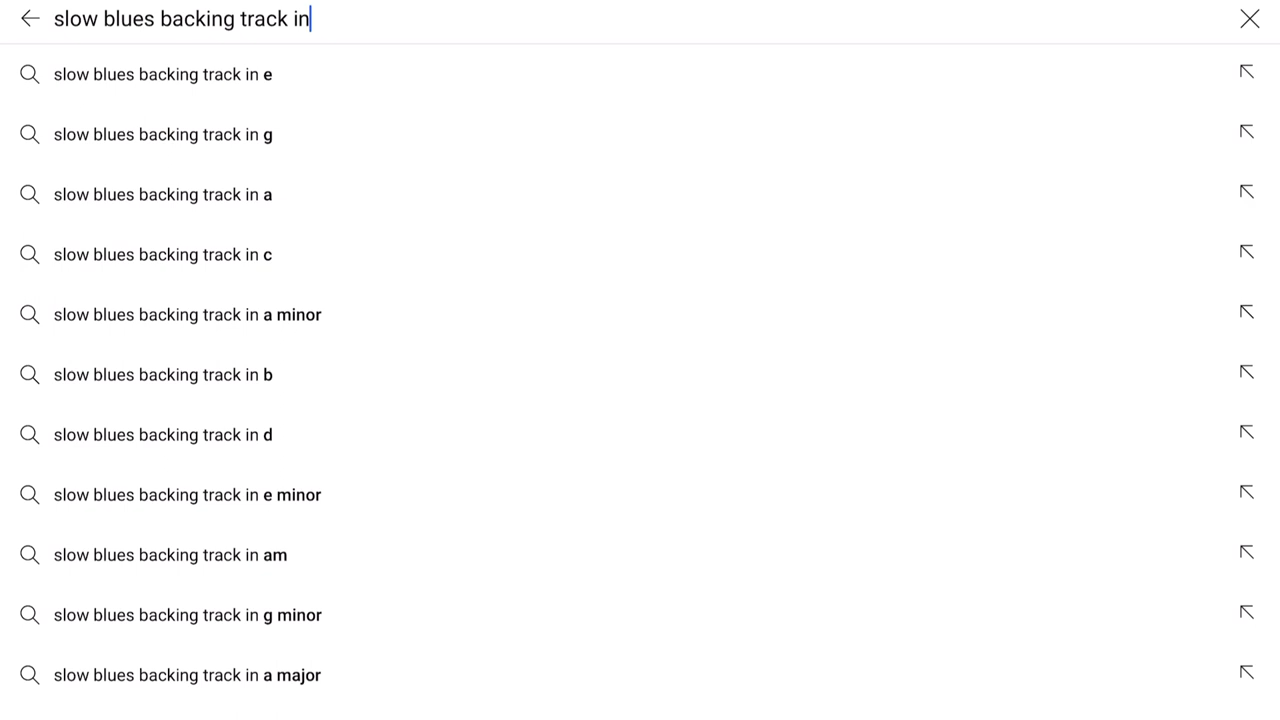 slow blues backing track in
slow blues backing track in e
slow blues backing track in g
slow blues backing track in a
slow blues backing track in c
slow blues backing track in a minor
slow blues backing track in b
slow blues backing track in d
slow blues backing track in e minor
slow blues backing track in am
slow blues backing track in g minor
slow blues backing track in a major